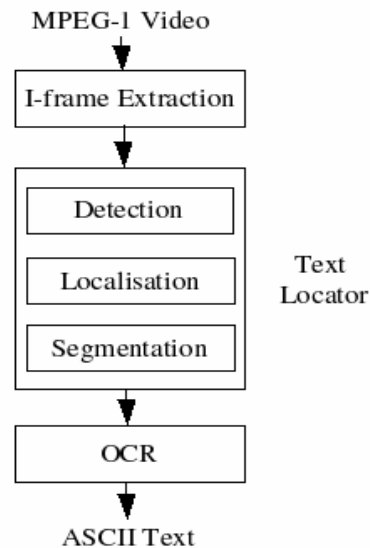 MPEG-1 Video
I-frame Extraction
Detection
Localisation
Segmentation
Text
Locator
OCR
ASCII Text